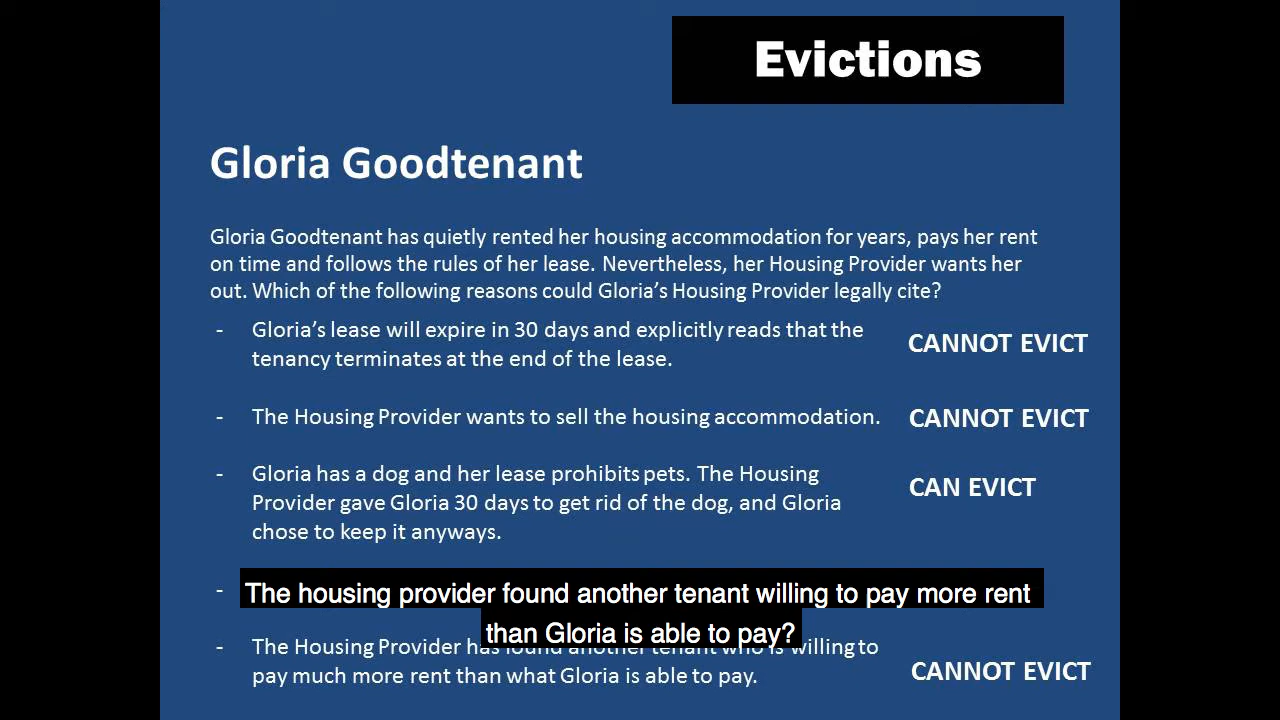 Evictions
Gloria Goodtenant
Gloria Goodtenant has quietly rented her housing accommodation for years, pays her rent
on time and follows the rules of her lease. Nevertheless, her Housing Provider wants her
out. Which of the following reasons could Gloria's Housing Provider legally cite?
- Gloria's lease will expire in 30 days and explicitly reads that the
tenancy terminates at the end of the lease.
CANNOT EVICT
- The Housing Provider wants to sell the housing accommodation.
CANNOT EVICT
- Gloria has a dog and her lease prohibits pets. The Housing
Provider gave Gloria 30 days to get rid of the dog, and Gloria
chose to keep it anyways.
CAN EVICT
-
The housing provider found another tenant willing to pay more rent
than Gloria is able to pay?
- The Housing Provider has found another tenant who is willing to
pay much more rent than what Gloria is able to pay.
CANNOT EVICT